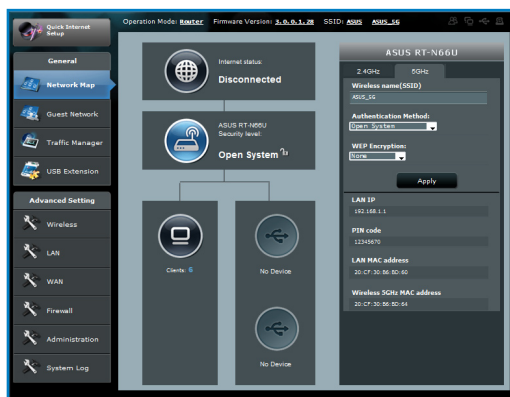 Quick Internet
Setup
Operation Mode: Router Firmware Version: 3.0.0.1.28 SSID: ASUS ASUS_5G
General
Network Map
Guest Network
Traffic Manager
USB Extension
Advanced Setting
Wireless
LAN
WAN
Firewall
Administration
System Log
Internet status:
Disconnected
ASUS RT-N66U
Security level:
Open System
Clients: 6
No Device
No Device
ASUS RT-N66U
2.4GHz 5GHz
Wireless name(SSID)
ASUS_5G
Authentication Method:
Open System
WEP Encryption:
None
Apply
LAN IP
192.168.1.1
PIN code
12345670
LAN MAC address
20:CF:30:B6:BD:60
Wireless 5GHz MAC address
20:CF:30:B6:BD:64